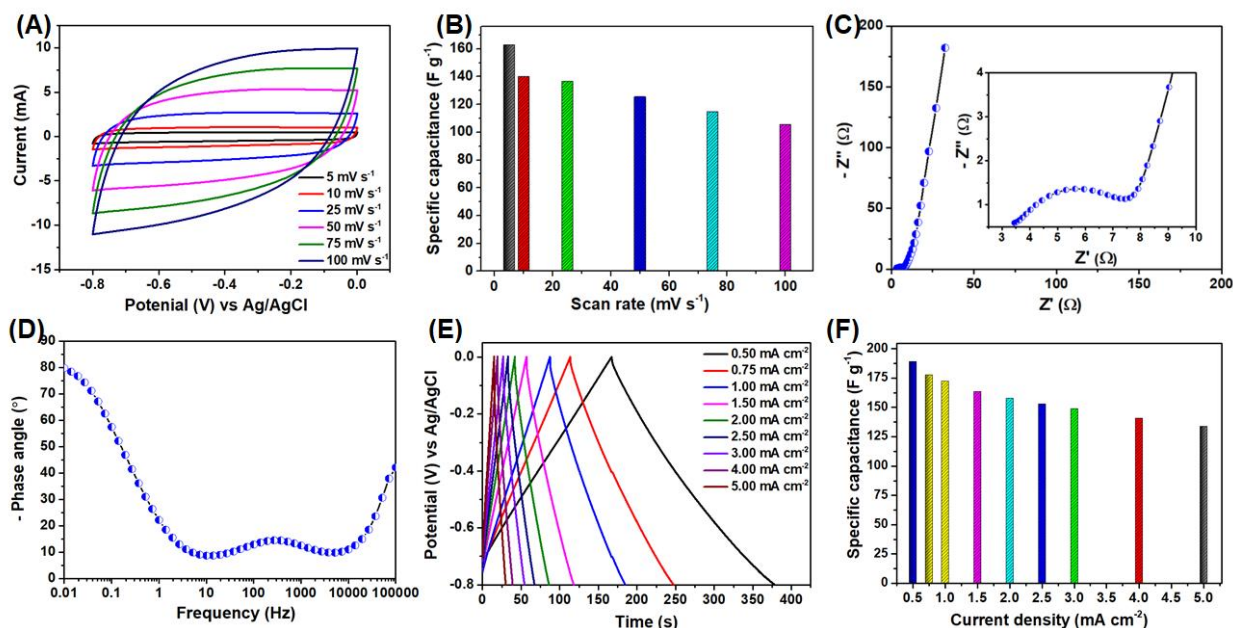 (A)
Current (mA)
10
5
0
-5
-10
-15
-0.8
-0.6
-0.4
-0.2
0.0
Potenial (V) vs Ag/AgCl
5 mV s-1
10 mV s-1
25 mV s-1
50 mV s-1
75 mV s-1
100 mV s-1
(B)
Specific capacitance (F g-1)
160
140
120
100
80
60
40
20
0
0
20
40
60
80
100
Scan rate (mV s-1)
(C)
- Z'' (Ω)
200
150
100
50
0
0
50
100
150
200
Z' (Ω)
- Z'' (Ω)
4
3
2
1
3
4
5
6
7
8
9
10
Z' (Ω)
(D)
- Phase angle (°)
90
80
70
60
50
40
30
20
10
0
0.01
0.1
1
10
100
1000
10000
100000
Frequency (Hz)
(E)
Potential (V) vs Ag/AgCl
0.0
-0.2
-0.4
-0.6
-0.8
0
50
100
150
200
250
300
350
400
Time (s)
0.50 mA cm-2
0.75 mA cm-2
1.00 mA cm-2
1.50 mA cm-2
2.00 mA cm-2
2.50 mA cm-2
3.00 mA cm-2
4.00 mA cm-2
5.00 mA cm-2
(F)
Specific capacitance (F g-1)
200
175
150
125
100
75
50
25
0
0.5
1.0
1.5
2.0
2.5
3.0
3.5
4.0
4.5
5.0
Current density (mA cm-2)